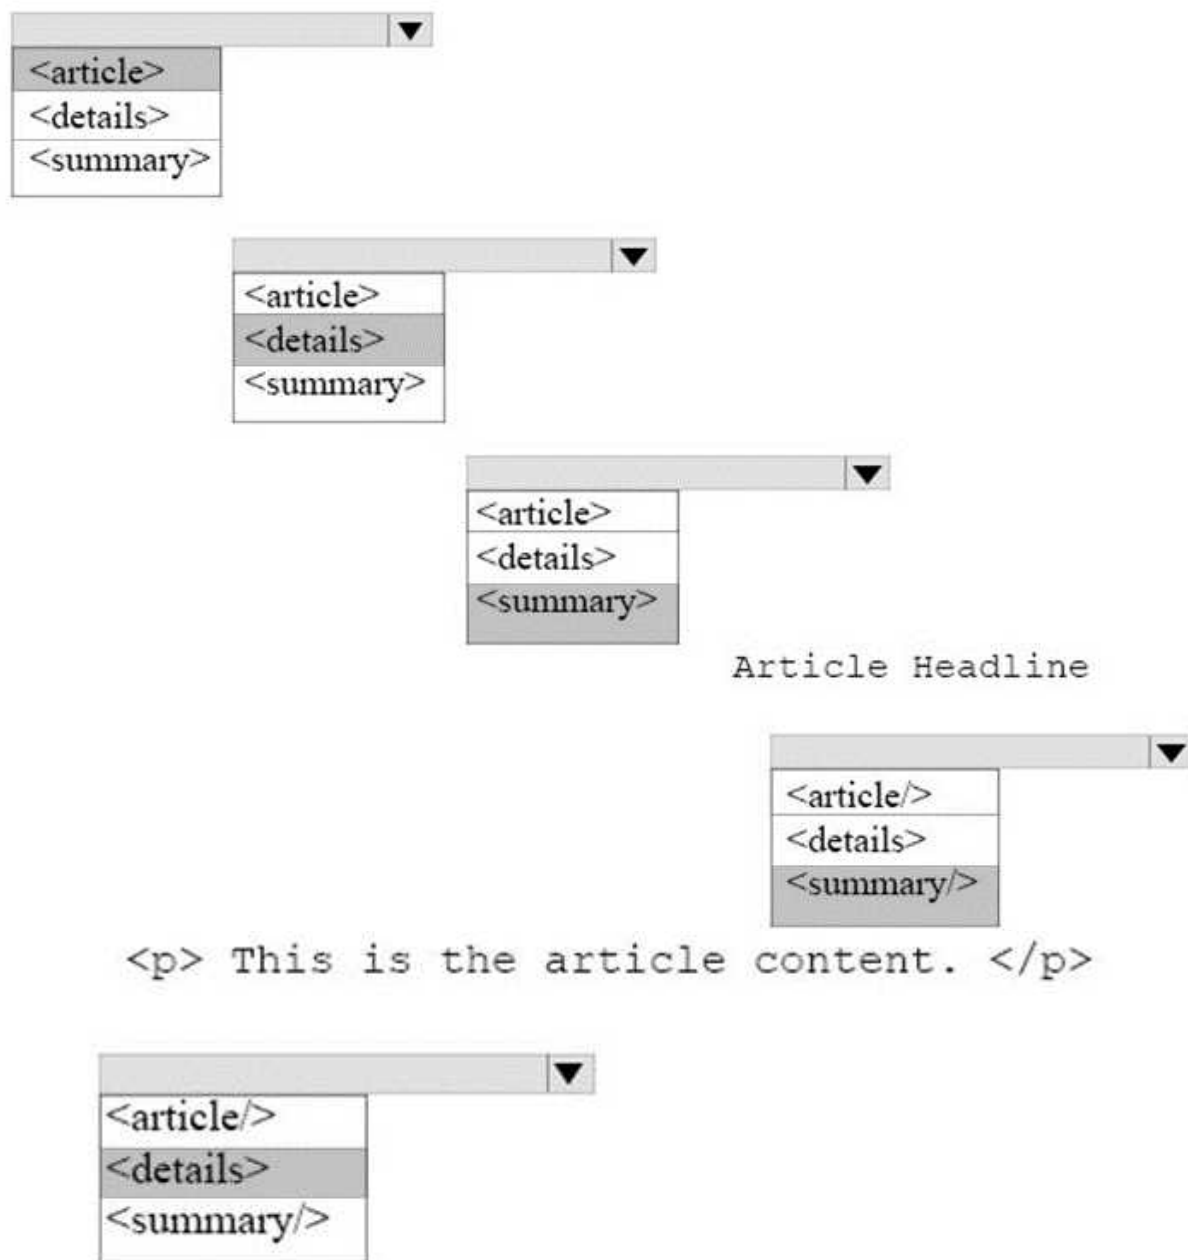 <article>
<details>
<summary>
<article>
<details>
<summary>
<article>
<details>
<summary>
Article Headline
<article/>
<details>
<summary/>
<p> This is the article content. </p>
<article/>
<details>
<summary/>